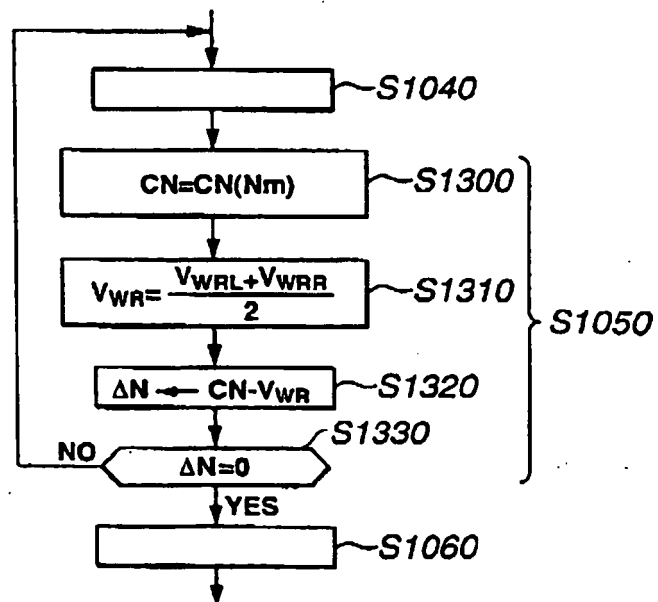 S1040
CN=CN(Nm)
S1300
VWR= VWRL+VWRR
2
S1310
S1050
ΔN ← CN-VWR
S1320
S1330
NO
ΔN=0
YES
S1060